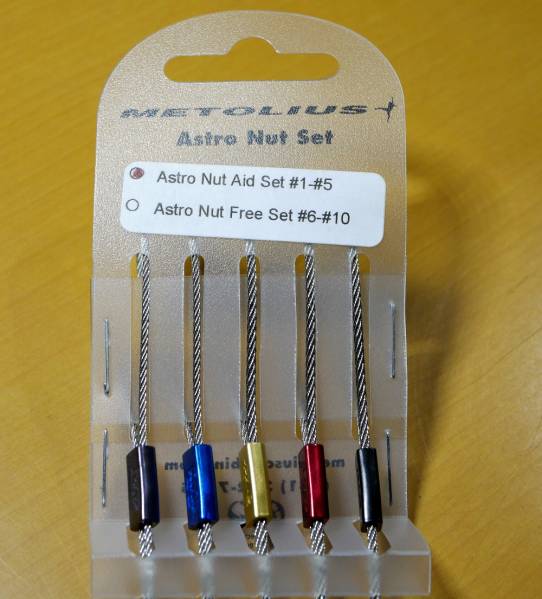 METOLIUS
Astro Nut Set
Astro Nut Aid Set #1-#5
Astro Nut Free Set #6-#10